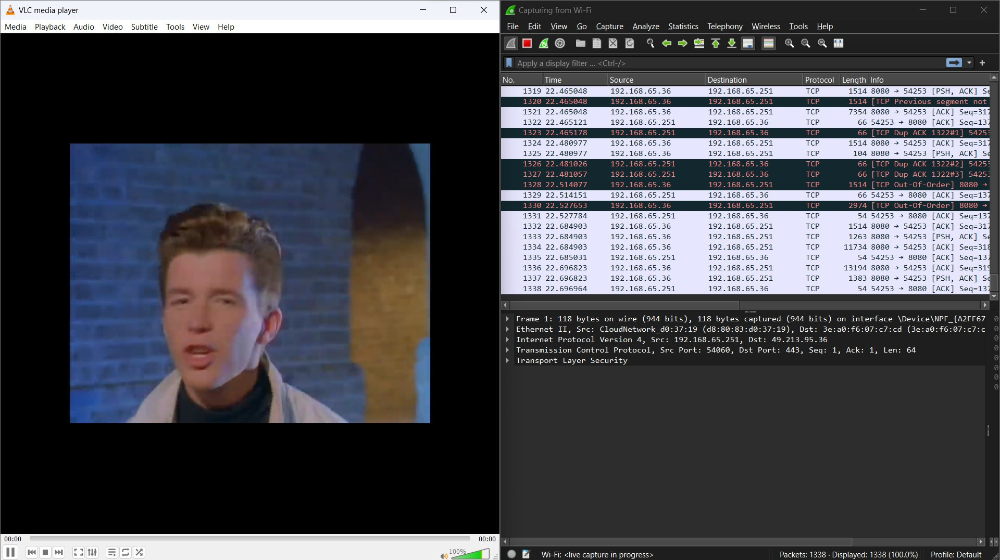 VLC media player
Media Playback Audio Video Subtitle Tools View Help
00:00 00:00
100%
Capturing from Wi-Fi
File Edit View Go Capture Analyze Statistics Telephony Wireless Tools Help
Apply a display filter ... <Ctrl-/>
No. Time Source Destination Protocol Length Info
1319 22.465048 192.168.65.36 192.168.65.251 TCP 1514 8080 → 54253 [PSH, ACK] Se
1320 22.465048 192.168.65.36 192.168.65.251 TCP 1514 [TCP Previous segment not
1321 22.465048 192.168.65.36 192.168.65.251 TCP 7354 8080 → 54253 [ACK] Seq=317
1322 22.465121 192.168.65.251 192.168.65.36 TCP 66 54253 → 8080 [ACK] Seq=137
1323 22.465178 192.168.65.251 192.168.65.36 TCP 66 [TCP Dup ACK 1322#1] 54253
1324 22.480977 192.168.65.36 192.168.65.251 TCP 1514 8080 → 54253 [ACK] Seq=317
1325 22.480977 192.168.65.36 192.168.65.251 TCP 104 8080 → 54253 [PSH, ACK] Se
1326 22.481026 192.168.65.251 192.168.65.36 TCP 66 [TCP Dup ACK 1322#2] 54253
1327 22.481057 192.168.65.251 192.168.65.36 TCP 66 [TCP Dup ACK 1322#3] 54253
1328 22.514077 192.168.65.36 192.168.65.251 TCP 1514 [TCP Out-Of-Order] 8080 →
1329 22.514151 192.168.65.251 192.168.65.36 TCP 66 54253 → 8080 [ACK] Seq=137
1330 22.527653 192.168.65.36 192.168.65.251 TCP 2974 [TCP Out-Of-Order] 8080 →
1331 22.527784 192.168.65.251 192.168.65.36 TCP 54 54253 → 8080 [ACK] Seq=137
1332 22.684903 192.168.65.36 192.168.65.251 TCP 1514 8080 → 54253 [ACK] Seq=317
1333 22.684903 192.168.65.36 192.168.65.251 TCP 1263 8080 → 54253 [PSH, ACK] Se
1334 22.684903 192.168.65.36 192.168.65.251 TCP 11734 8080 → 54253 [ACK] Seq=318
1335 22.685031 192.168.65.251 192.168.65.36 TCP 54 54253 → 8080 [ACK] Seq=137
1336 22.696823 192.168.65.36 192.168.65.251 TCP 13194 8080 → 54253 [ACK] Seq=319
1337 22.696823 192.168.65.36 192.168.65.251 TCP 1383 8080 → 54253 [PSH, ACK] Se
1338 22.696964 192.168.65.251 192.168.65.36 TCP 54 54253 → 8080 [ACK] Seq=137
Frame 1: 118 bytes on wire (944 bits), 118 bytes captured (944 bits) on interface \Device\NPF_{A2FF67 0
Ethernet II, Src: CloudNetwork_d0:37:19 (d8:80:83:d0:37:19), Dst: 3e:a0:f6:07:c7:cd (3e:a0:f6:07:c7:c 0
Internet Protocol Version 4, Src: 192.168.65.251, Dst: 49.213.95.36 0
Transmission Control Protocol, Src Port: 54060, Dst Port: 443, Seq: 1, Ack: 1, Len: 64 0
Transport Layer Security 0
0
0
0
Wi-Fi: <live capture in progress> Packets: 1338 · Displayed: 1338 (100.0%) Profile: Default